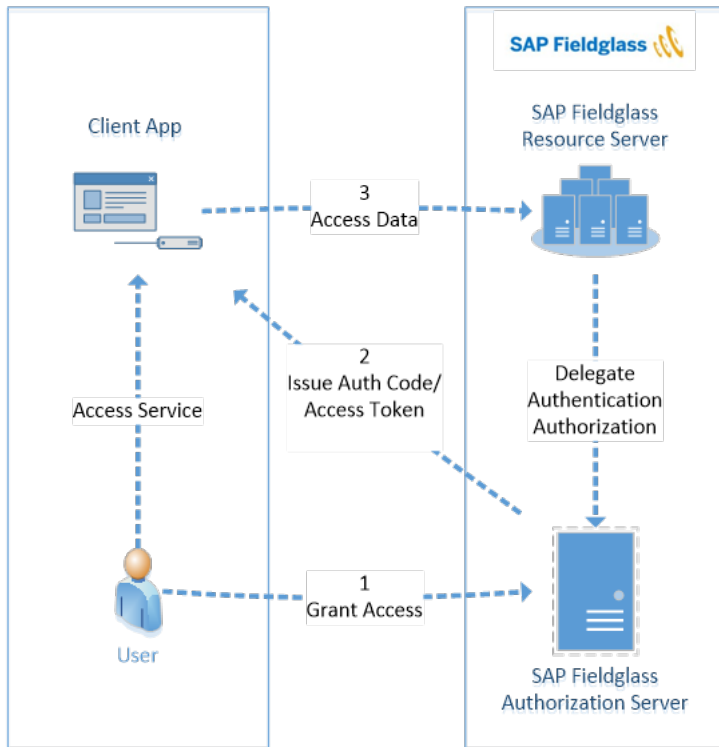 SAP Fieldglass
Client App
SAP Fieldglass
Resource Server
3
Access Data
2
Issue Auth Code/
Access Token
Delegate
Authentication
Authorization
Access Service
1
Grant Access
User
SAP Fieldglass
Authorization Server